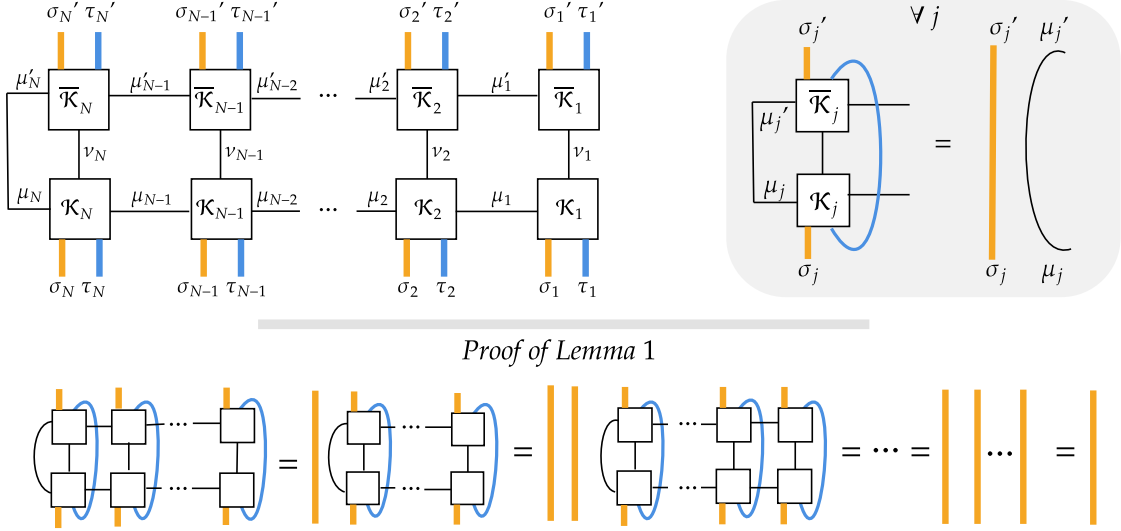 σN′ τN′ σN−1′ τN−1′ σ2′ τ2′ σ1′ τ1′
μ′N K̅N μ′N−1 K̅N−1 μ′N−2 ... μ′2 K̅2 μ′1 K̅1
νN νN−1 ν2 ν1
μN KN μN−1 KN−1 μN−2 ... μ2 K2 μ1 K1
σN τN σN−1 τN−1 σ2 τ2 σ1 τ1
∀ j
σj′ σj′ μj′
K̅j
μj′
=
μj
Kj
σj σj μj
Proof of Lemma 1
... = ... = ... = ... = ... =
...